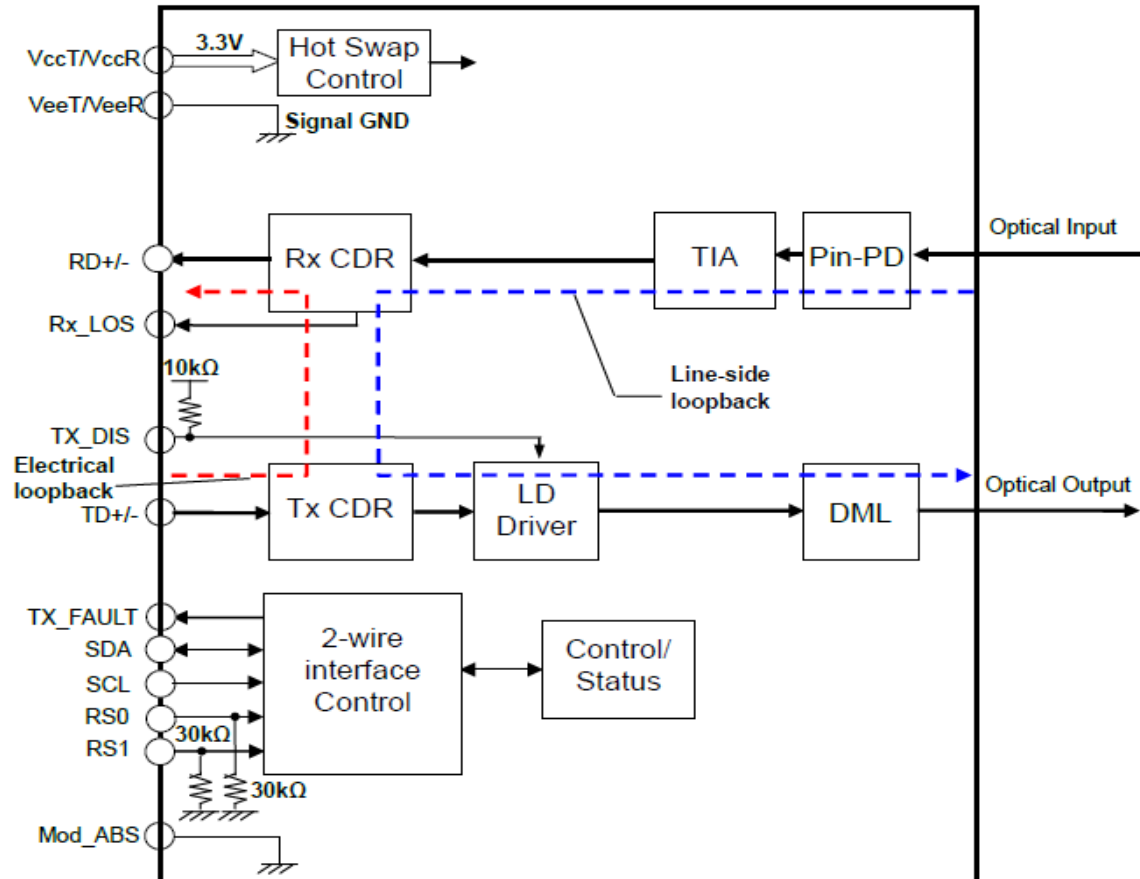 VccT/VccR
3.3V
Hot Swap
Control
VeeT/VeeR
Signal GND
Optical Input
RD+/-
Rx CDR
TIA
Pin-PD
Rx_LOS
10kΩ
Line-side
loopback
TX_DIS
Electrical
loopback
Optical Output
TD+/-
Tx CDR
LD
Driver
DML
TX_FAULT
SDA
SCL
RS0
RS1
2-wire
interface
Control
Control/
Status
30kΩ
30kΩ
Mod_ABS